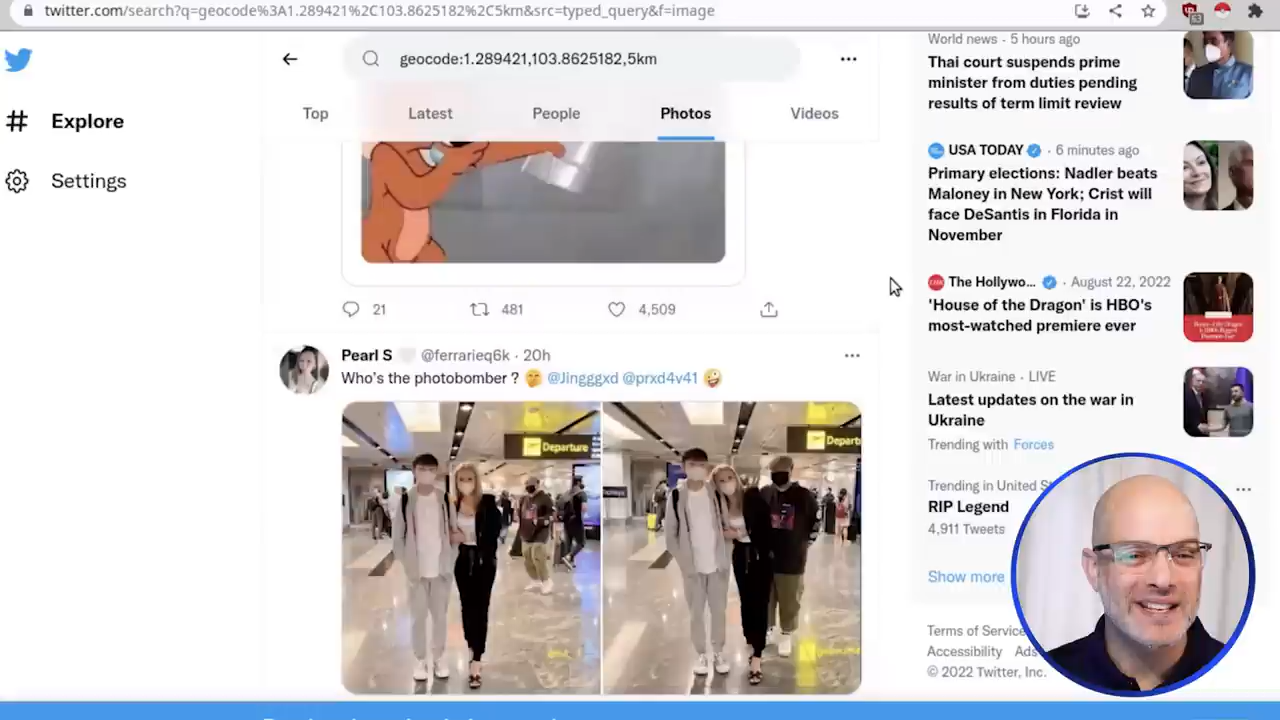 twitter.com/search?q=geocode%3A1.289421%2C103.8625182%2C5km&src=typed_query&f=image
53
geocode:1.289421,103.8625182,5km
Explore
Settings
Top
Latest
People
Photos
Videos
21
481
4,509
Pearl S @ferrarieq6k · 20h
Who's the photobomber ? 🤭 @Jingggxd @prxd4v41 🤪
Departure
Depart
World news · 5 hours ago
Thai court suspends prime
minister from duties pending
results of term limit review
USA TODAY · 6 minutes ago
Primary elections: Nadler beats
Maloney in New York; Crist will
face DeSantis in Florida in
November
The Hollywo... · August 22, 2022
'House of the Dragon' is HBO's
most-watched premiere ever
War in Ukraine · LIVE
Latest updates on the war in
Ukraine
Trending with Forces
Trending in United St
RIP Legend
4,911 Tweets
Show more
Terms of Service
Accessibility Ads
© 2022 Twitter, Inc.